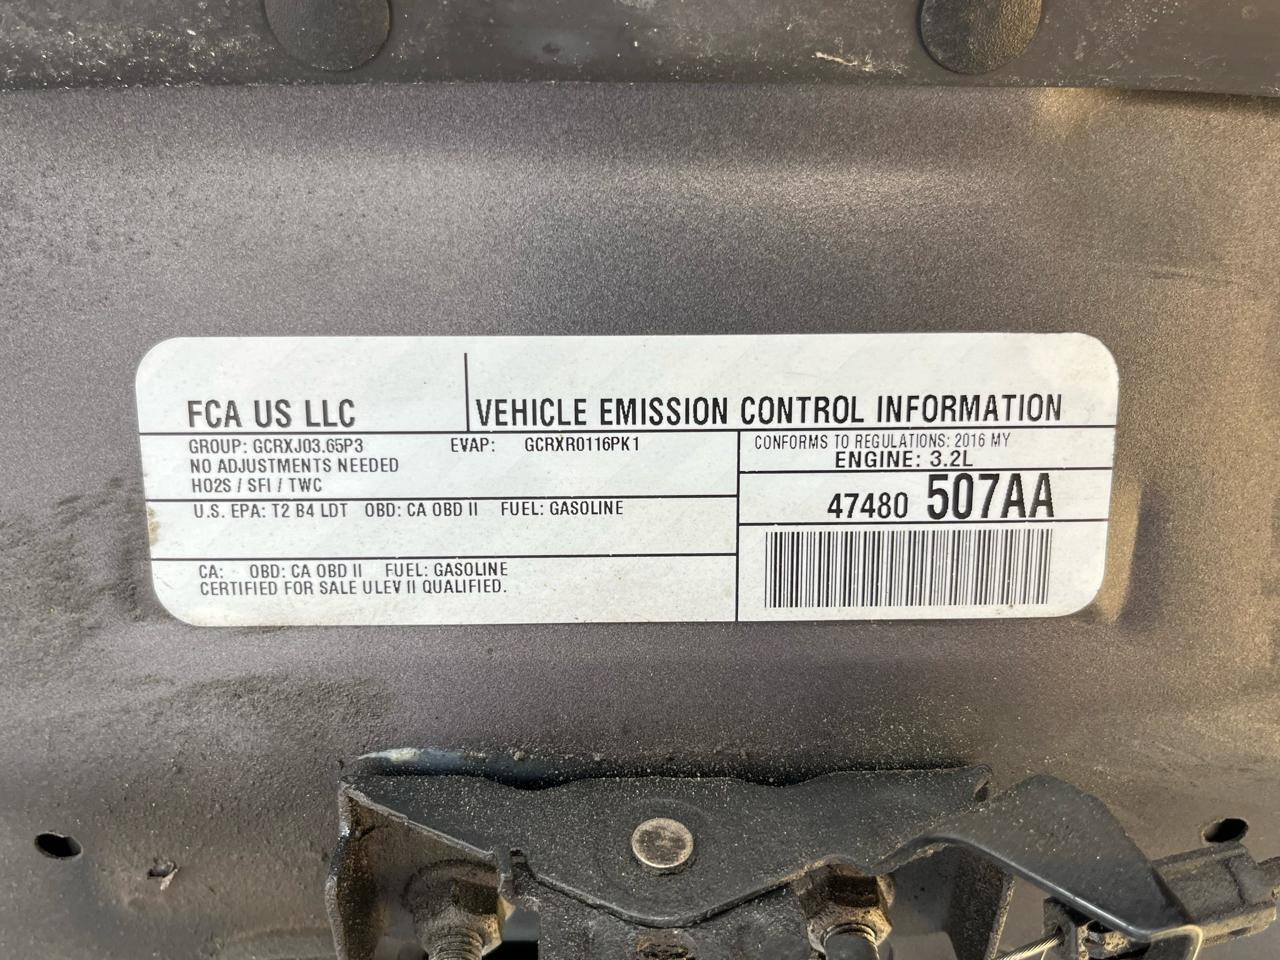 FCA US LLC
VEHICLE EMISSION CONTROL INFORMATION
GROUP: GCRXJ03.65P3 EVAP: GCRXR0116PK1
NO ADJUSTMENTS NEEDED
HO2S / SFI / TWC
U.S. EPA: T2 B4 LDT OBD: CA OBD II FUEL: GASOLINE
CA: OBD: CA OBD II FUEL: GASOLINE
CERTIFIED FOR SALE ULEV II QUALIFIED.
CONFORMS TO REGULATIONS: 2016 MY
ENGINE: 3.2L
47480 507AA